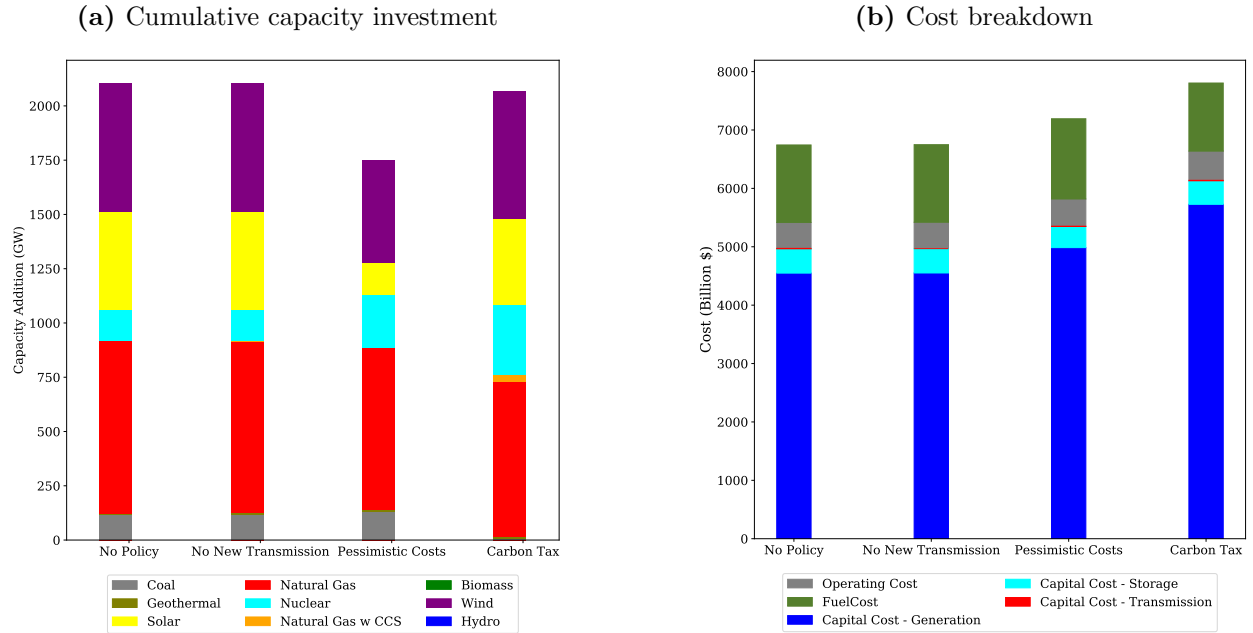 (a) Cumulative capacity investment
Capacity Addition (GW)
2000
1750
1500
1250
1000
750
500
250
0
No Policy No New Transmission Pessimistic Costs Carbon Tax
Coal Natural Gas Biomass
Geothermal Nuclear Wind
Solar Natural Gas w CCS Hydro
(b) Cost breakdown
Cost (Billion $)
8000
7000
6000
5000
4000
3000
2000
1000
0
No Policy No New Transmission Pessimistic Costs Carbon Tax
Operating Cost Capital Cost - Storage
FuelCost Capital Cost - Transmission
Capital Cost - Generation